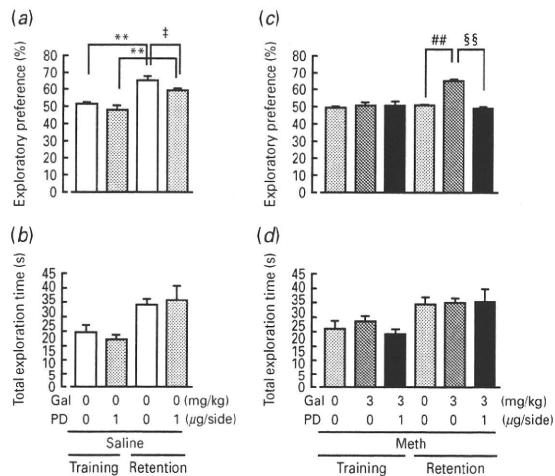 (a)
Exploratory preference (%)
80
70
60
50
40
30
20
10
0
**
‡
**
(c)
Exploratory preference (%)
80
70
60
50
40
30
20
10
0
##
§§
(b)
Total exploration time (s)
45
40
35
30
25
20
15
10
5
0
Gal 0 0 0 0 (mg/kg)
PD 0 1 0 1 (μg/side)
Saline
Training Retention
(d)
Total exploration time (s)
45
40
35
30
25
20
15
10
5
0
0 3 3 0 3 3 (mg/kg)
0 0 1 0 0 1 (μg/side)
Meth
Training Retention